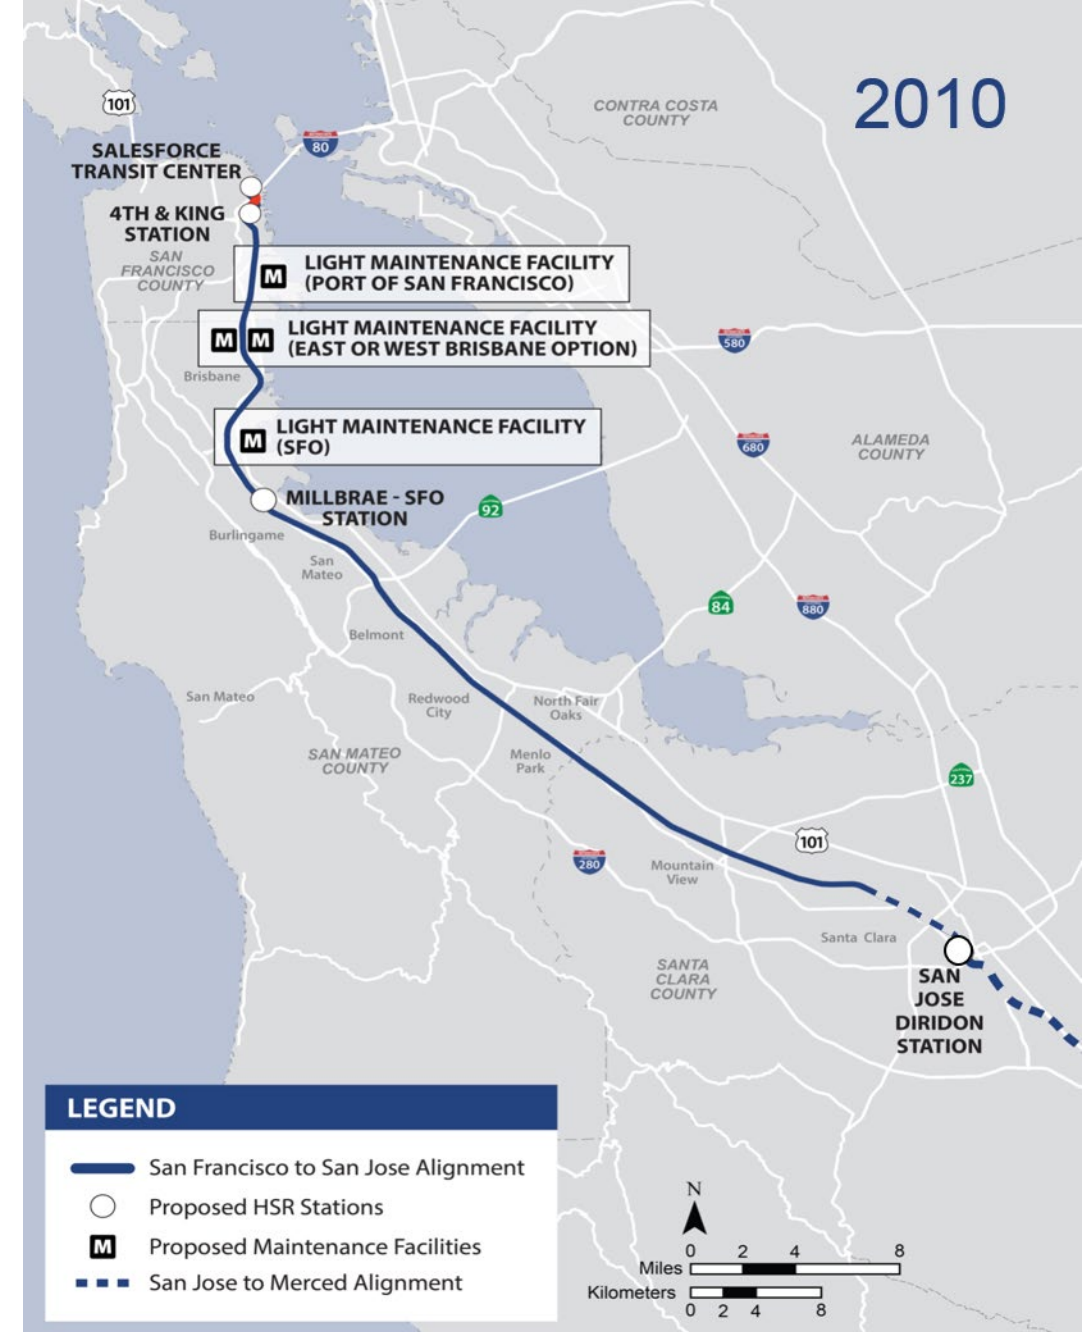 2010
CONTRA COSTA
COUNTY
101
80
SALESFORCE
TRANSIT CENTER
4TH & KING
STATION
SAN
FRANCISCO
COUNTY
M
LIGHT MAINTENANCE FACILITY
(PORT OF SAN FRANCISCO)
M M
LIGHT MAINTENANCE FACILITY
(EAST OR WEST BRISBANE OPTION)
580
Brisbane
M
LIGHT MAINTENANCE FACILITY
(SFO)
680
ALAMEDA
COUNTY
MILLBRAE - SFO
STATION
92
Burlingame
San
Mateo
84
880
Belmont
San Mateo
Redwood
City
North Fair
Oaks
SAN MATEO
COUNTY
Menlo
Park
237
101
280
Mountain
View
Santa Clara
SANTA
CLARA
COUNTY
SAN
JOSE
DIRIDON
STATION
LEGEND
San Francisco to San Jose Alignment
Proposed HSR Stations
M Proposed Maintenance Facilities
San Jose to Merced Alignment
N
0 2 4 8
Miles
Kilometers
0 2 4 8